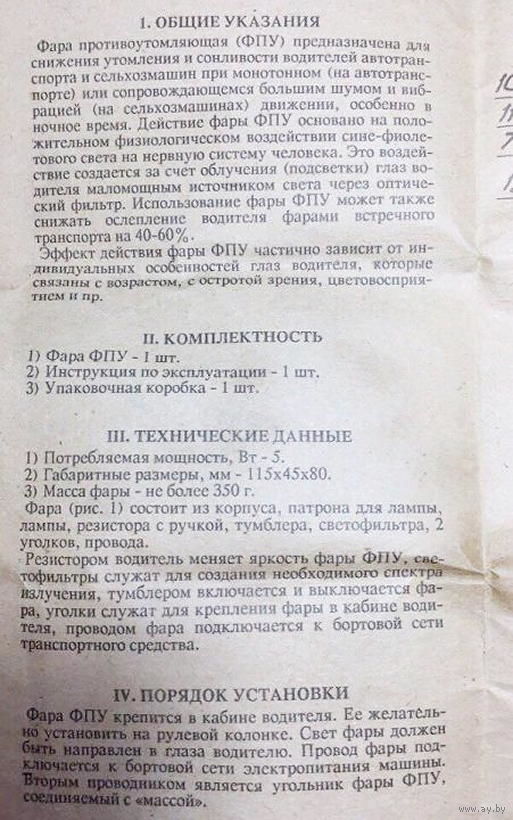 I. ОБЩИЕ УКАЗАНИЯ
Фара противоутомляющая (ФПУ) предназначена для
снижения утомления и сонливости водителей автотран-
спорта и сельхозмашин при монотонном (на автотранс-
порте) или сопровождающемся большим шумом и виб-
рацией (на сельхозмашинах) движении, особенно в
ночное время. Действие фары ФПУ основано на поло-
жительном физиологическом воздействии сине-фиоле-
тового света на нервную систему человека. Это воздей-
ствие создается за счет облучения (подсветки) глаз во-
дителя маломощным источником света через оптичес-
кий фильтр. Использование фары ФПУ может также
снижать ослепление водителя фарами встречного
транспорта на 40-60%.
Эффект действия фары ФПУ частично зависит от ин-
дивидуальных особенностей глаз водителя, которые
связаны с возрастом, с остротой зрения, цветовосприя-
тием и пр.
II. КОМПЛЕКТНОСТЬ
1) Фара ФПУ - 1 шт.
2) Инструкция по эксплуатации - 1 шт.
3) Упаковочная коробка - 1 шт.
III. ТЕХНИЧЕСКИЕ ДАННЫЕ
1) Потребляемая мощность, Вт - 5.
2) Габаритные размеры, мм - 115х45х80.
3) Масса фары - не более 350 г.
Фара (рис. 1) состоит из корпуса, патрона для лампы,
лампы, резистора с ручкой, тумблера, светофильтра, 2
уголков, провода.
Резистором водитель меняет яркость фары ФПУ, све-
тофильтры служат для создания необходимого спектра
излучения, тумблером включается и выключается фа-
ра, уголки служат для крепления фары в кабине води-
теля, проводом фара подключается к бортовой сети
транспортного средства.
IV. ПОРЯДОК УСТАНОВКИ
Фара ФПУ крепится в кабине водителя. Ее желатель-
но установить на рулевой колонке. Свет фары должен
быть направлен в глаза водителю. Провод фары под-
ключается к бортовой сети электропитания машины.
Вторым проводником является угольник фары ФПУ,
соединяемый с «массой».
www.ay.by